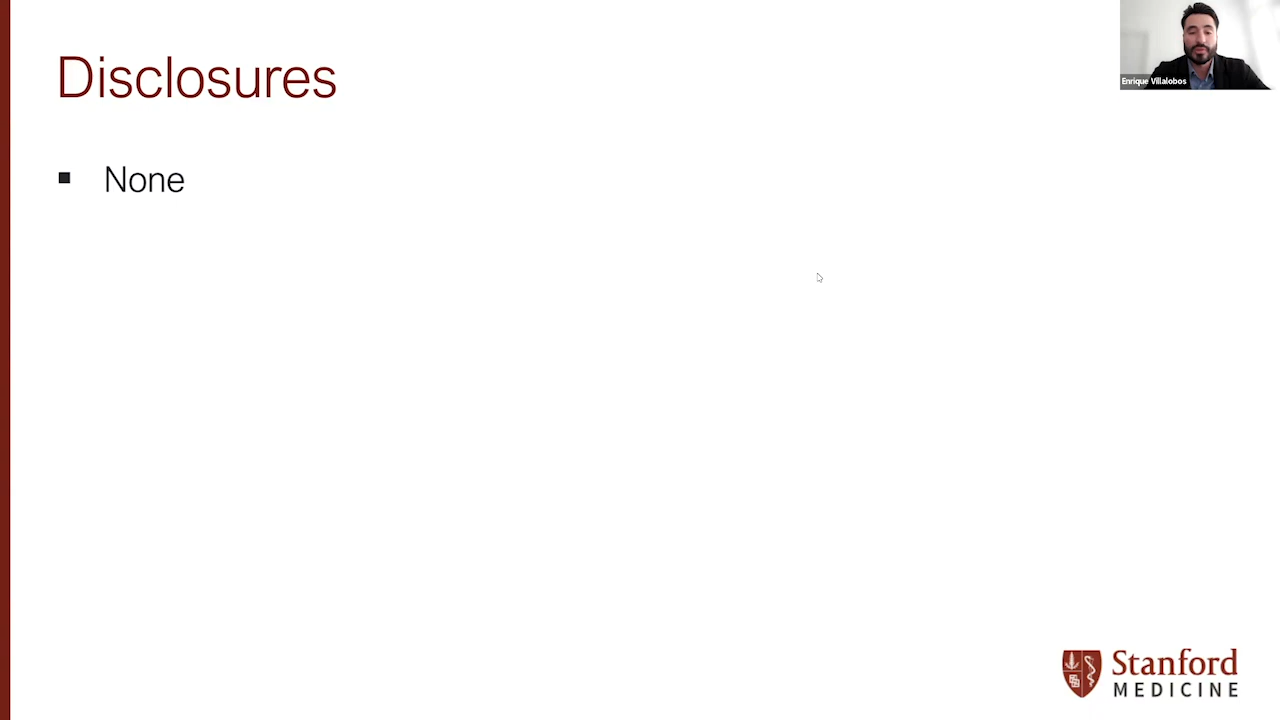 Disclosures
Enrique Villalobos
▪ None
Stanford
MEDICINE